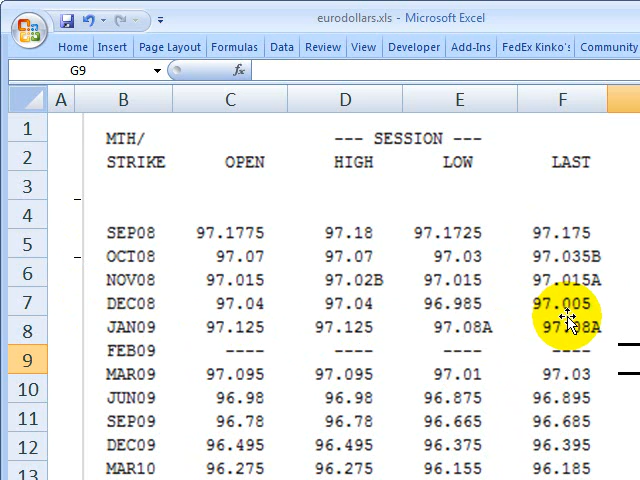 eurodollars.xls - Microsoft Excel
Home Insert Page Layout Formulas Data Review View Developer Add-Ins FedEx Kinko's Community
G9 fx
A B C D E F
1 MTH/ --- SESSION ---
2 STRIKE OPEN HIGH LOW LAST
3
4
5 SEP08 97.1775 97.18 97.1725 97.175
OCT08 97.07 97.07 97.03 97.035B
6 NOV08 97.015 97.02B 97.015 97.015A
7 DEC08 97.04 97.04 96.985 97.005
8 JAN09 97.125 97.125 97.08A 97.08A
9 FEB09 ---- ---- ---- ----
10 MAR09 97.095 97.095 97.01 97.03
JUN09 96.98 96.98 96.875 96.895
11 SEP09 96.78 96.78 96.665 96.685
12 DEC09 96.495 96.495 96.375 96.395
13 MAR10 96.275 96.275 96.155 96.185